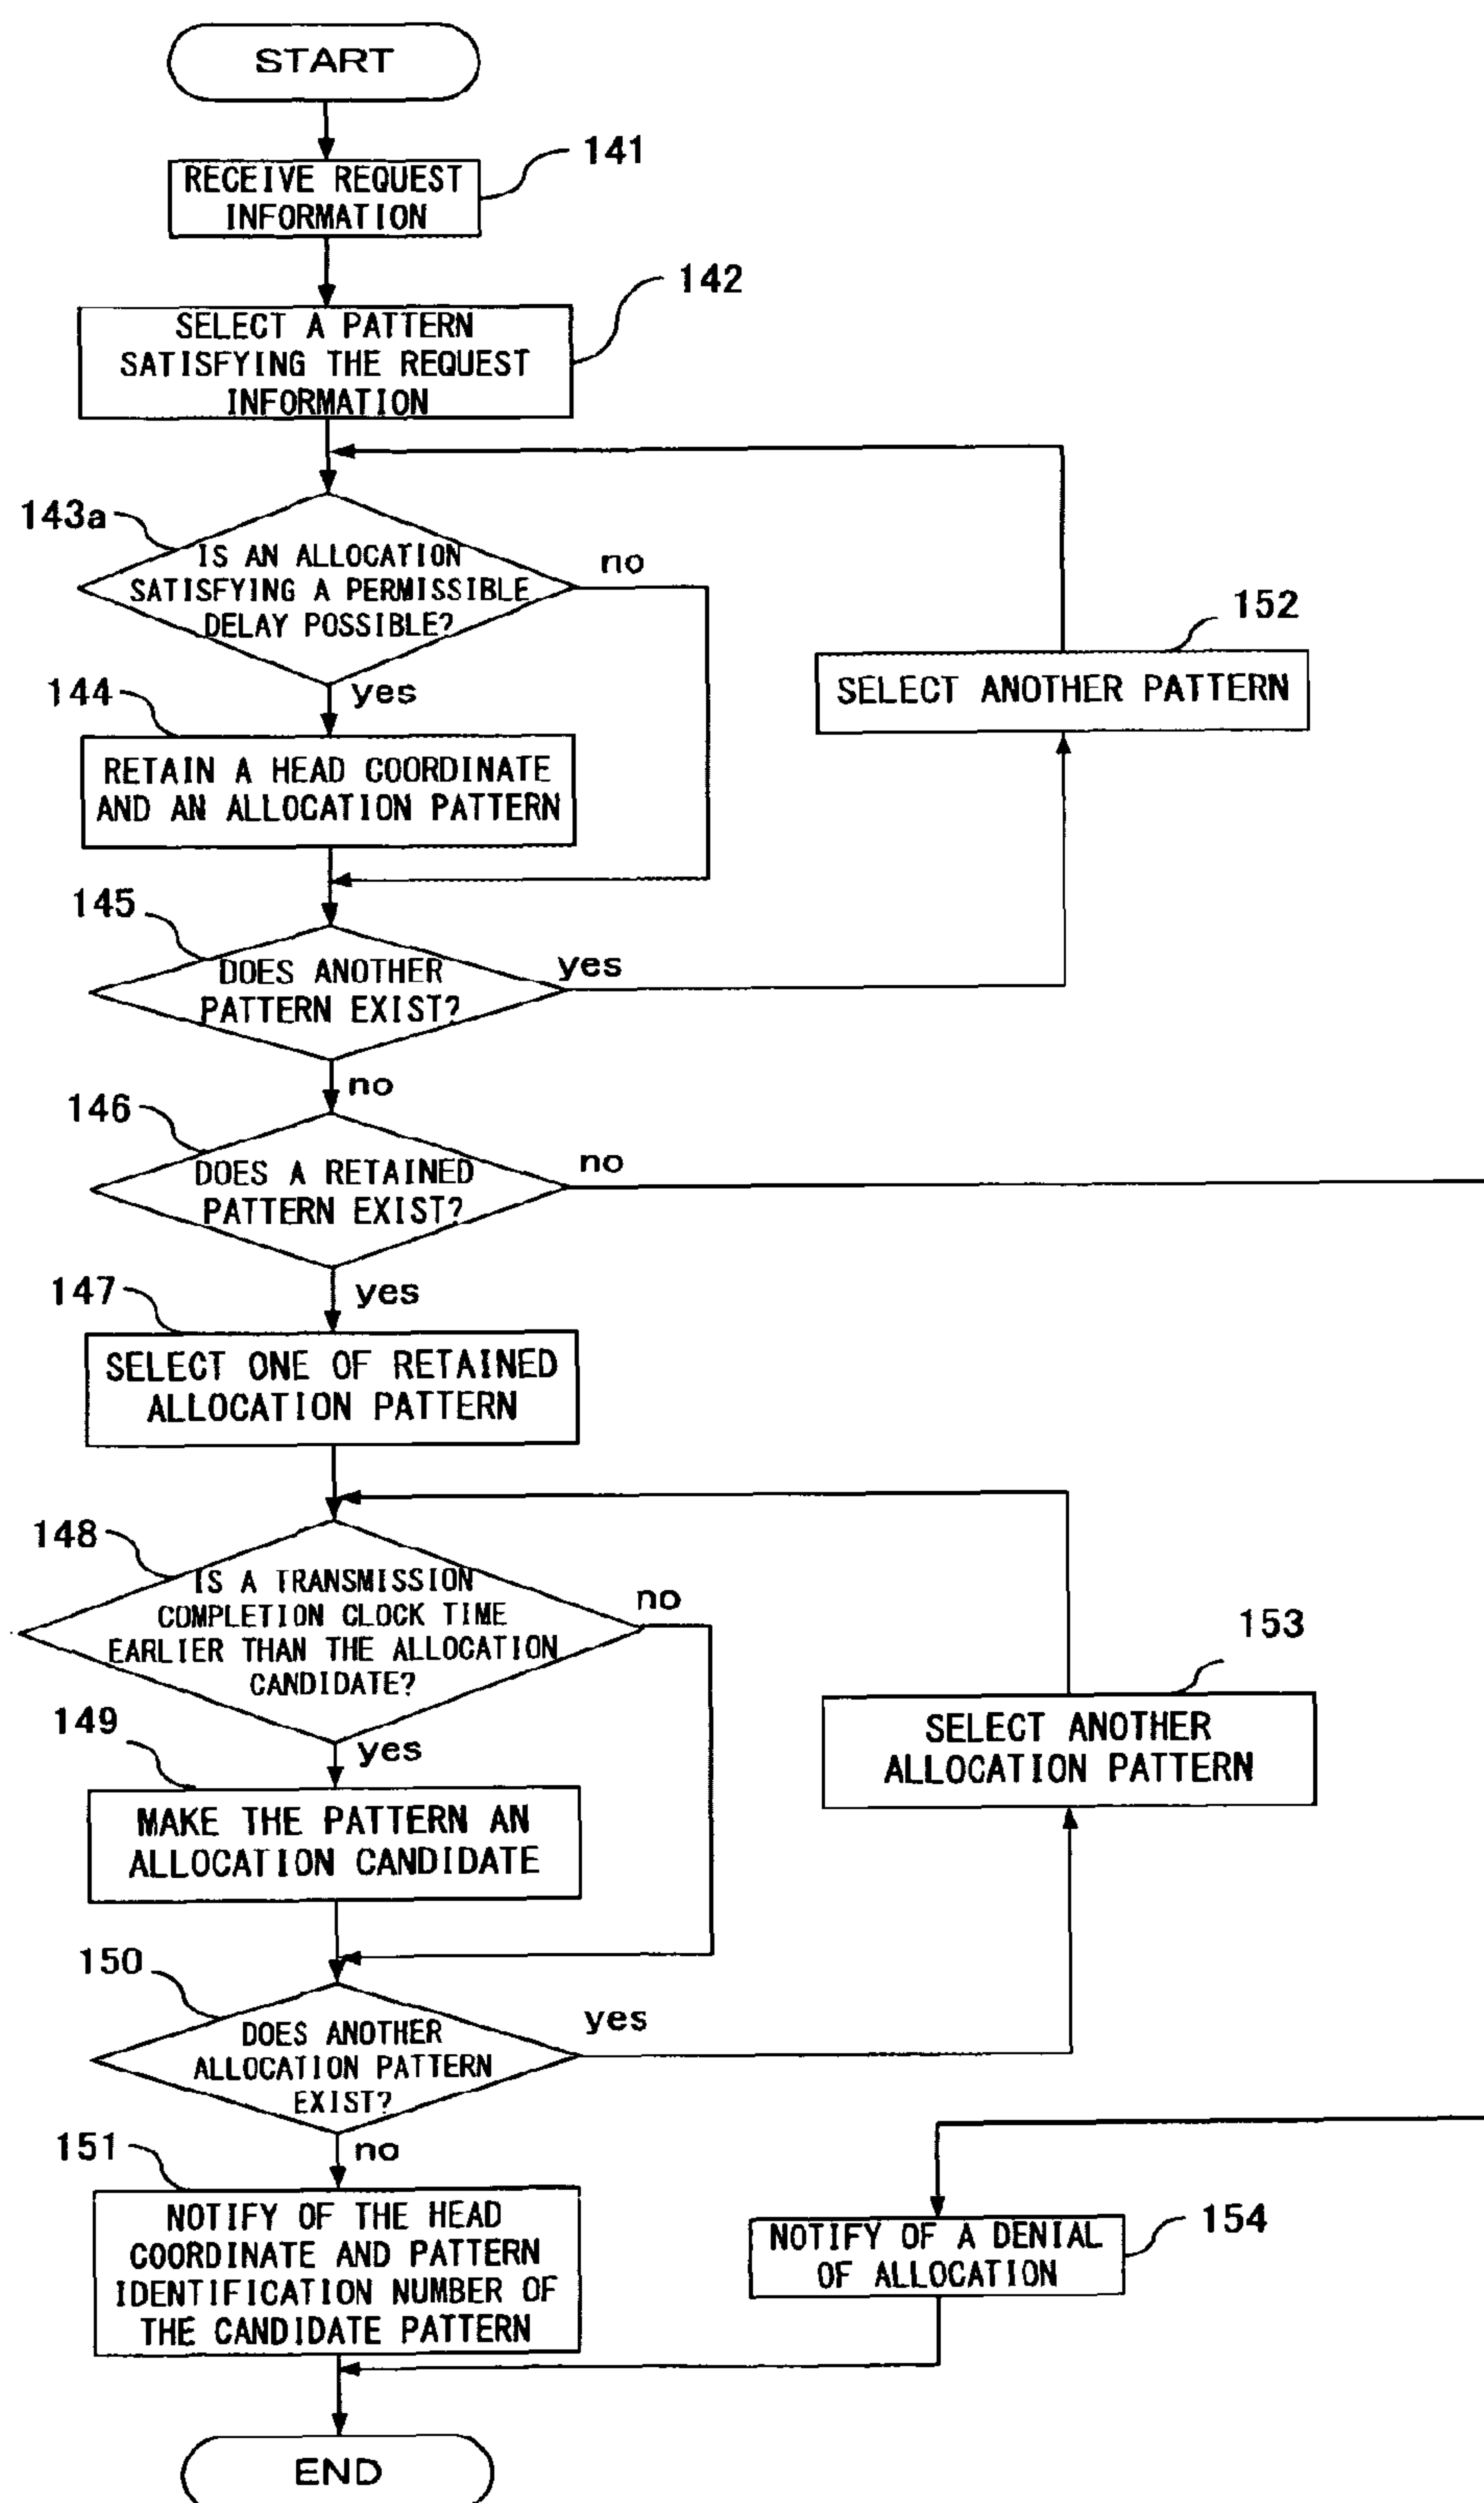 START
141
RECEIVE REQUEST
INFORMATION
142
SELECT A PATTERN
SATISFYING THE REQUEST
INFORMATION
143a
IS AN ALLOCATION
SATISFYING A PERMISSIBLE
DELAY POSSIBLE?
no
yes
152
SELECT ANOTHER PATTERN
144
RETAIN A HEAD COORDINATE
AND AN ALLOCATION PATTERN
145
DOES ANOTHER
PATTERN EXIST?
yes
no
146
DOES A RETAINED
PATTERN EXIST?
no
yes
147
SELECT ONE OF RETAINED
ALLOCATION PATTERN
148
IS A TRANSMISSION
COMPLETION CLOCK TIME
EARLIER THAN THE ALLOCATION
CANDIDATE?
no
yes
153
SELECT ANOTHER
ALLOCATION PATTERN
149
MAKE THE PATTERN AN
ALLOCATION CANDIDATE
150
DOES ANOTHER
ALLOCATION PATTERN
EXIST?
yes
no
151
NOTIFY OF THE HEAD
COORDINATE AND PATTERN
IDENTIFICATION NUMBER OF
THE CANDIDATE PATTERN
154
NOTIFY OF A DENIAL
OF ALLOCATION
END